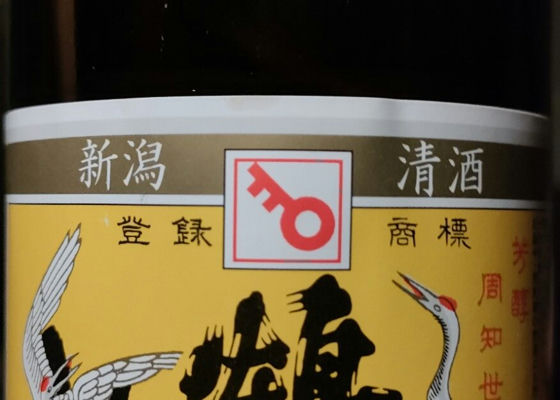 新潟 清酒
登録 商標
芳醇
周知世